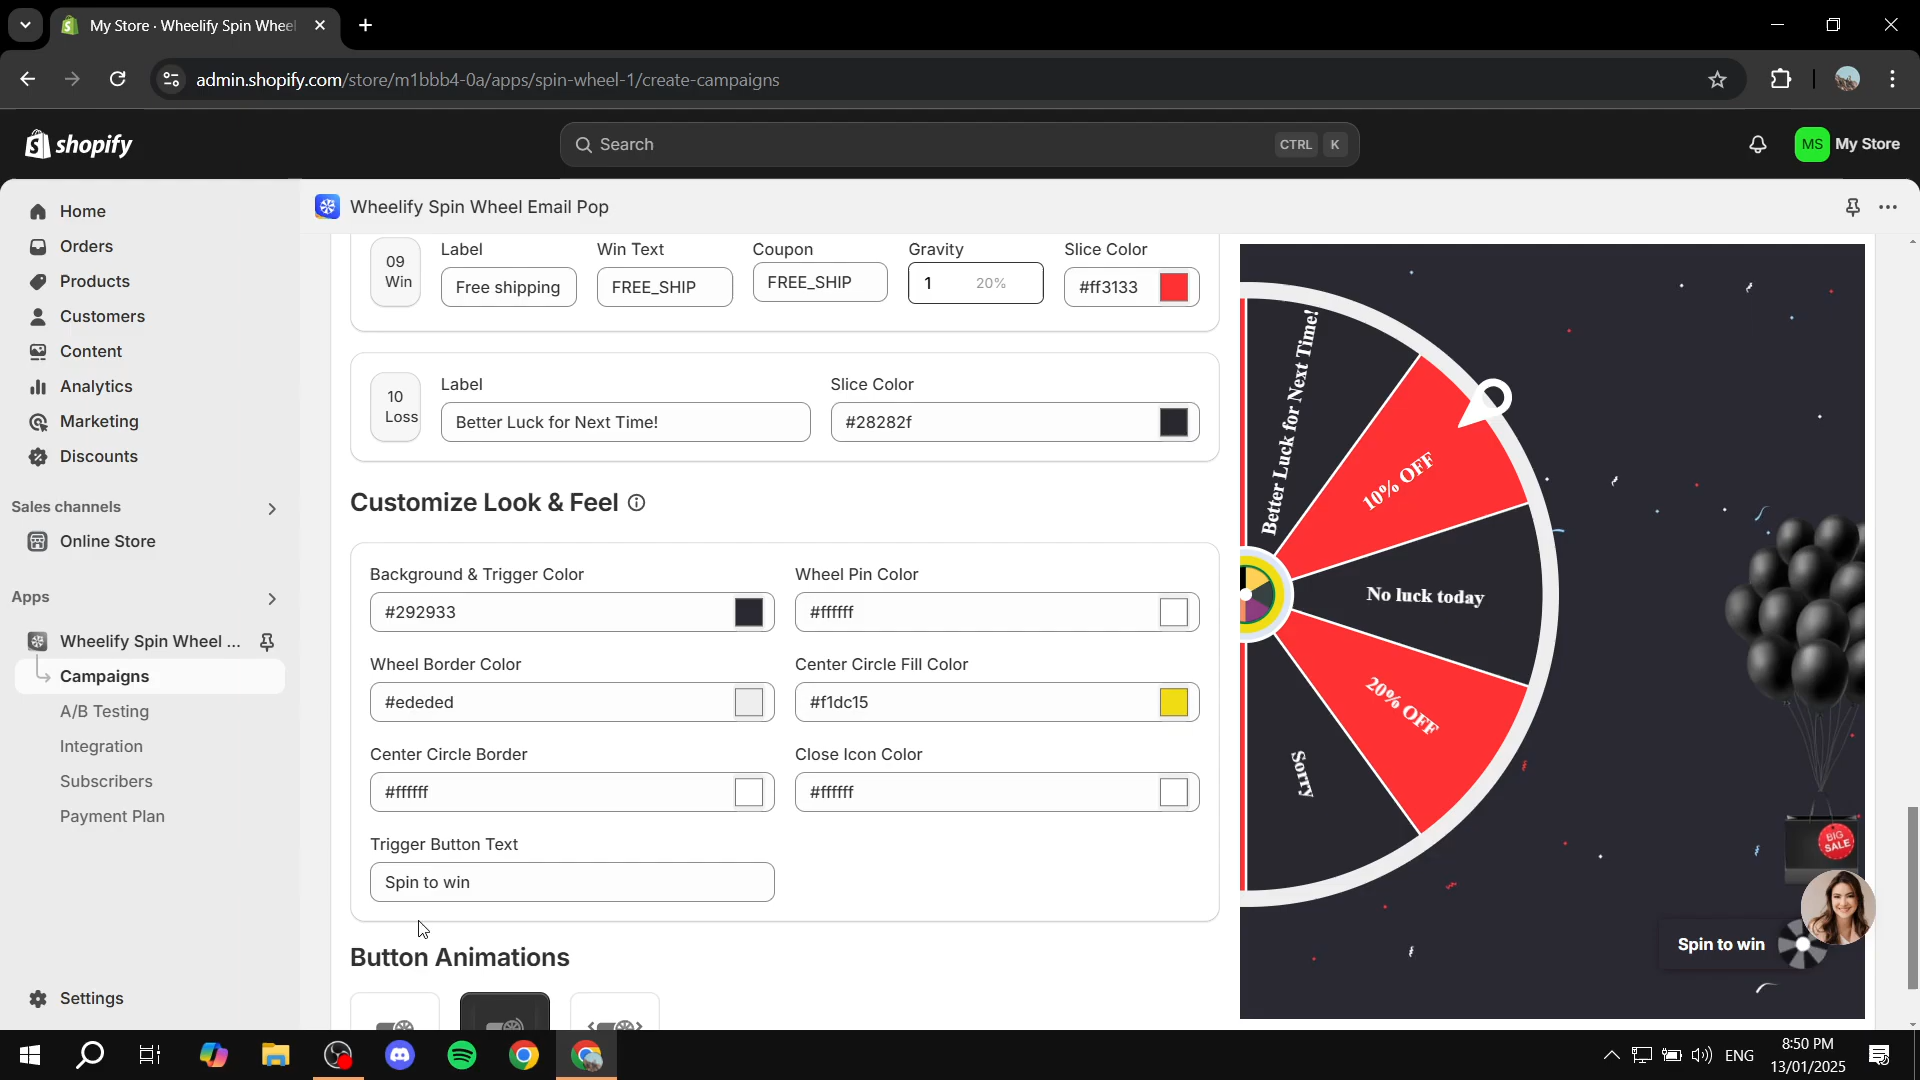 My Store · Wheelify Spin Wheel
admin.shopify.com/store/m1bbb4-0a/apps/spin-wheel-1/create-campaigns
shopify
Search
CTRL K
MS My Store
Home
Orders
Products
Customers
Content
Analytics
Marketing
Discounts
Sales channels
Online Store
Apps
Wheelify Spin Wheel ...
Campaigns
A/B Testing
Integration
Subscribers
Payment Plan
Settings
Wheelify Spin Wheel Email Pop
09
Win
Label
Win Text
Coupon
Gravity
Slice Color
Free shipping
FREE_SHIP
FREE_SHIP
1 20%
#ff3133
10
Loss
Label
Slice Color
Better Luck for Next Time!
#28282f
Customize Look & Feel
Background & Trigger Color
Wheel Pin Color
#292933
#ffffff
Wheel Border Color
Center Circle Fill Color
#ededed
#f1dc15
Center Circle Border
Close Icon Color
#ffffff
#ffffff
Trigger Button Text
Spin to win
Button Animations
Better Luck for Next Time!
10% OFF
No luck today
20% OFF
Sorry
BIG
SALE
Spin to win
ENG
8:50 PM
13/01/2025